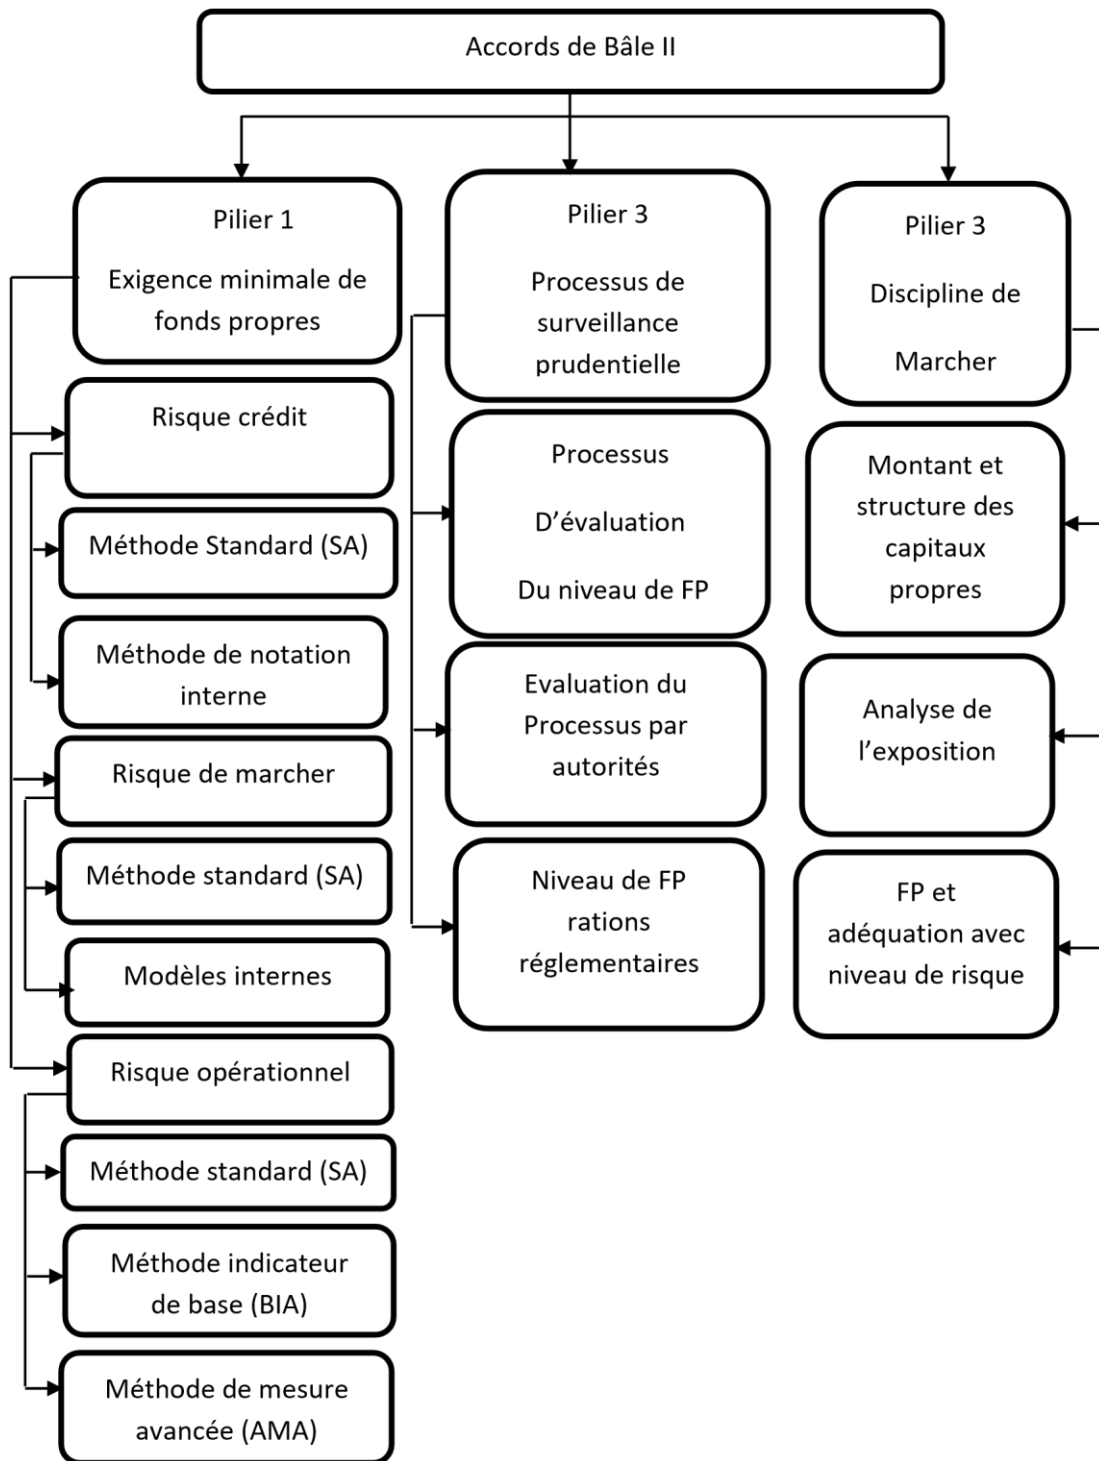 Accords de Bâle II
Pilier 1
Exigence minimale de
fonds propres
Risque crédit
Méthode Standard (SA)
Méthode de notation
interne
Risque de marcher
Méthode standard (SA)
Modèles internes
Risque opérationnel
Méthode standard (SA)
Méthode indicateur
de base (BIA)
Méthode de mesure
avancée (AMA)
Pilier 3
Processus de
surveillance
prudentielle
Processus
D’évaluation
Du niveau de FP
Evaluation du
Processus par
autorités
Niveau de FP
rations
réglementaires
Pilier 3
Discipline de
Marcher
Montant et
structure des
capitaux
propres
Analyse de
l’exposition
FP et
adéquation avec
niveau de risque